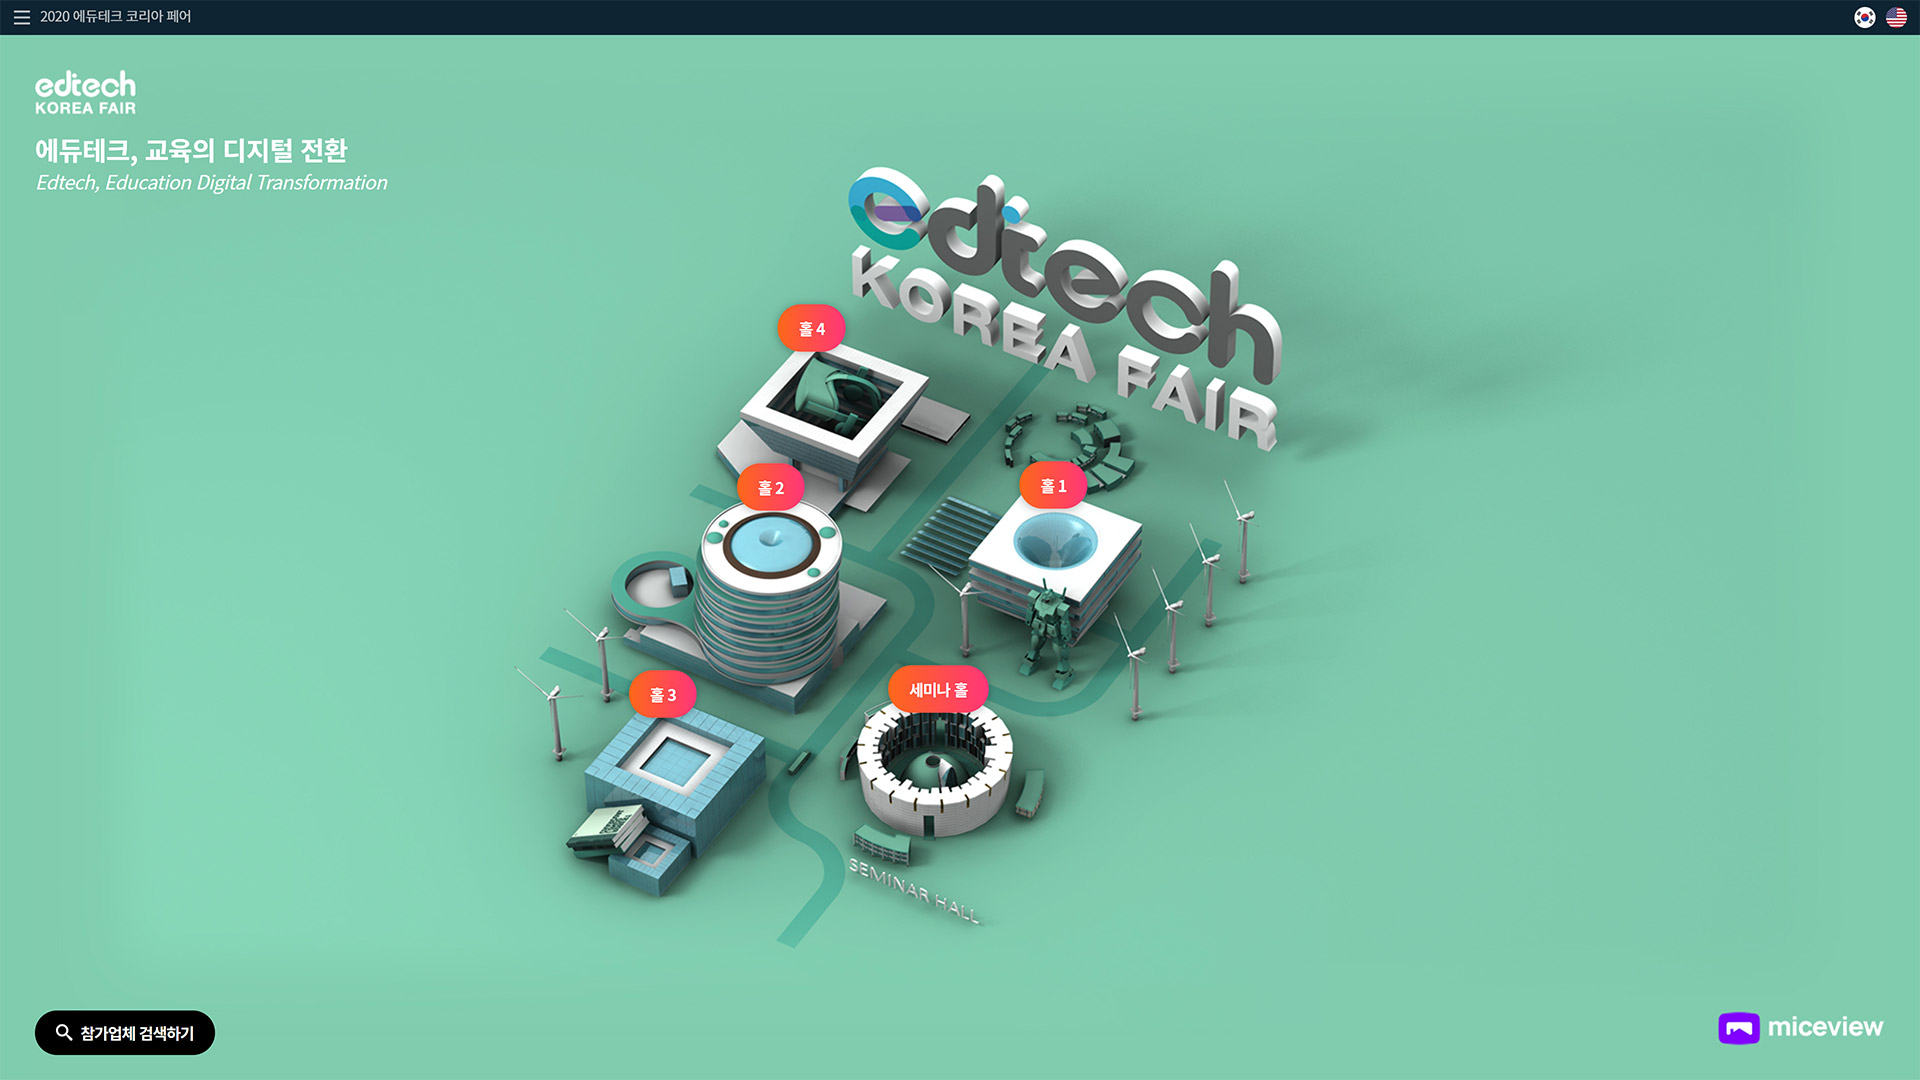 2020 에듀테크 코리아 페어
edtech
KOREA FAIR
에듀테크, 교육의 디지털 전환
Edtech, Education Digital Transformation
edtech
KOREA FAIR
홀 4
홀 2
홀 1
홀 3
세미나 홀
SEMINAR HALL
참가업체 검색하기
miceview